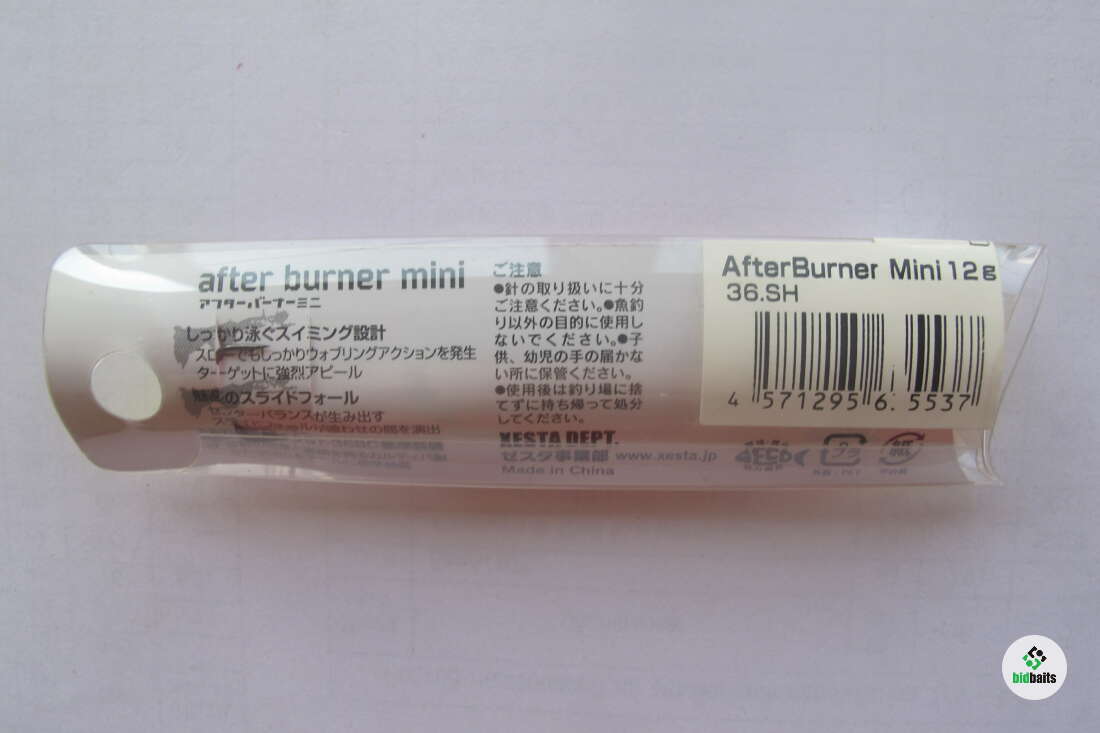 after burner mini
アフターバーナーミニ
しっかり泳ぐスイミング設計
スローでもしっかりウォブリングアクションを発生
ターゲットに強烈アピール
のスライドフォール
センターバランスが生み出す
ご注意
●針の取り扱いに十分
ご注意ください。●魚釣
り以外の目的に使用し
ないでください。●子
供、幼児の手の届かな
い所に保管ください。
●使用後は釣り場に捨
てずに持ち帰って処分
してください。
XESTA DEPT.
ゼスタ事業部 www.xesta.jp
Made in China
AfterBurner Mini 12g
36.SH
4 571295 6.5537
プラ
bidbaits